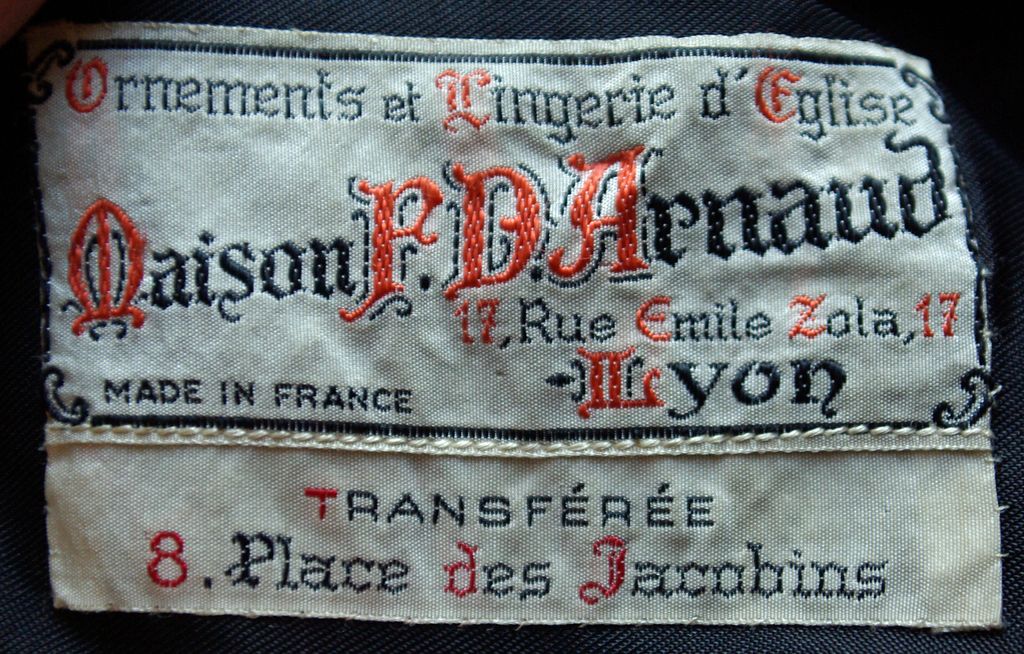 Ornements et Lingerie d'Eglise
Maison F.D. Arnaud
17, Rue Emile Zola, 17
Lyon
MADE IN FRANCE
TRANSFÉRÉE
8. Place des Jacobins